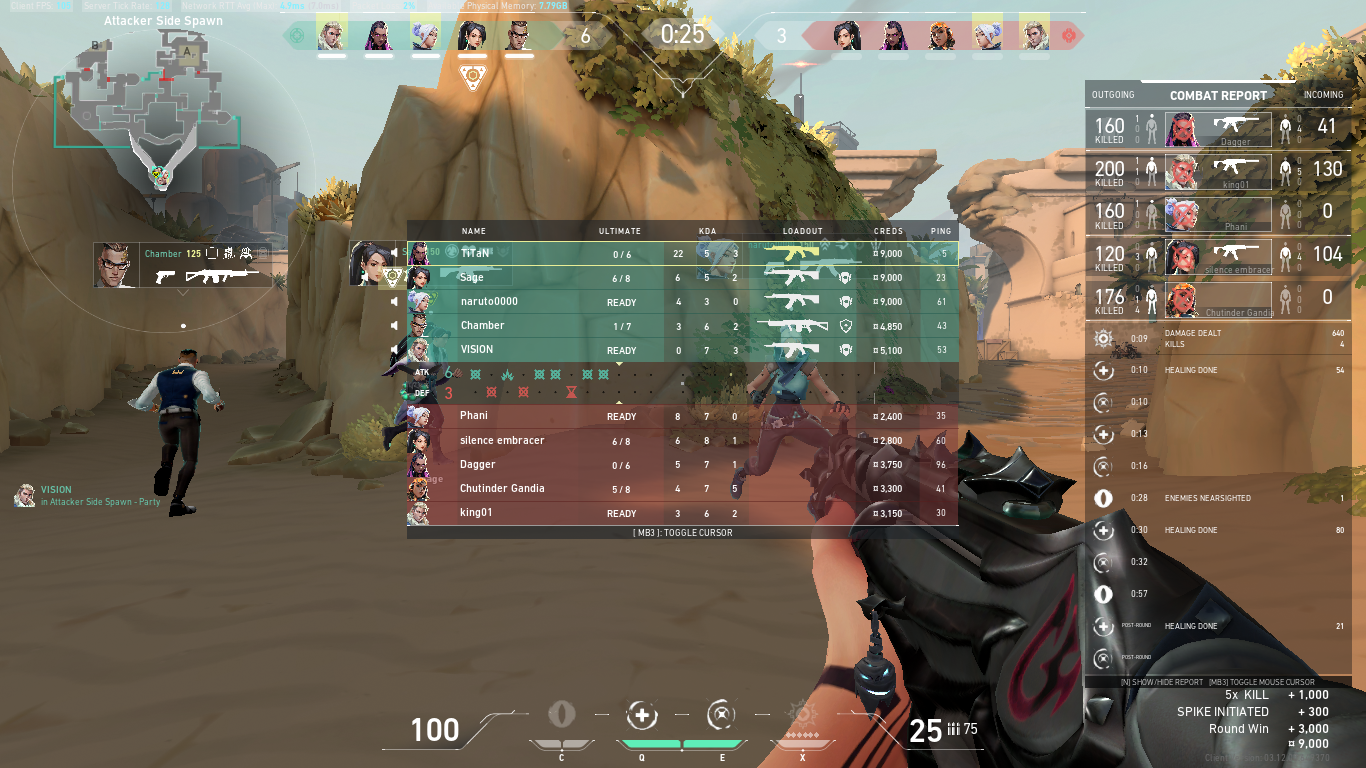 Attacker Side Spawn
Physical Memory: 7.79GB
6 0:25 3
B A
Chamber 125
NAME ULTIMATE KDA LOADOUT CREDS PING
TiTaN 0 / 6 22 5 3 9,000 5
Sage 6 / 8 6 5 2 9,000 23
naruto0000 READY 4 3 0 9,000 61
Chamber 1 / 7 3 6 2 4,850 43
VISION READY 0 7 3 5,100 53
ATK 6
DEF 3
Phani READY 8 7 0 2,400 35
silence embracer 6 / 8 6 8 1 2,800 60
Dagger 0 / 6 5 7 1 3,750 96
Chutinder Gandia 5 / 8 4 7 5 3,300 41
king01 READY 3 6 2 3,150 30
[ MB3 ]: TOGGLE CURSOR
VISION
in Attacker Side Spawn - Party
OUTGOING COMBAT REPORT INCOMING
160 KILLED Dagger 41
200 KILLED king01 130
160 KILLED Phani 0
120 KILLED silence embracer 104
176 KILLED Chutinder Gandia 0
0:09 DAMAGE DEALT 640
KILLS 4
0:10 HEALING DONE 54
0:10
0:13
0:16
0:28 ENEMIES NEARSIGHTED 1
0:30 HEALING DONE 80
0:32
0:57
POST-ROUND HEALING DONE 21
POST-ROUND
[N] SHOW/HIDE REPORT [MB3] TOGGLE MOUSE CURSOR
5x KILL + 1,000
SPIKE INITIATED + 300
Round Win + 3,000
9,000
100
C Q E X
25 75